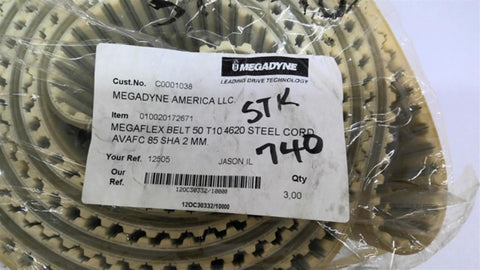 MEGADYNE
LEADING DRIVE TECHNOLOGY
Cust.No. C0001038
MEGADYNE AMERICA LLC.
STK
Item 010020172671
MEGAFLEX BELT 50 T10 4620 STEEL CORD
AVAFC 85 SHA 2 MM
740
Your Ref. 12505 JASON IL
Our Ref. Qty
12OC30332/10000 3,00
12OC30332/10000